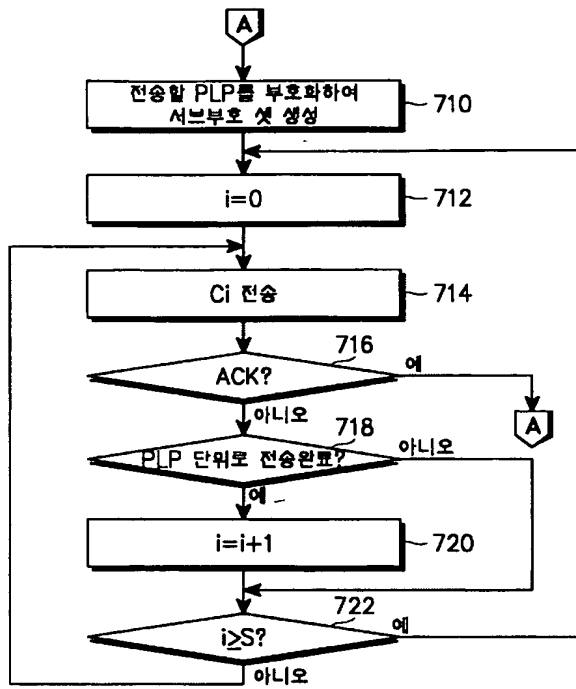 A
전송할 PLP를 부호화하여
서브부호 셋 생성
710
i=0
712
Ci 전송
714
716
ACK?
예
아니오
A
718
PLP 단위로 전송완료?
아니오
예
i=i+1
720
722
i≥S?
예
아니오